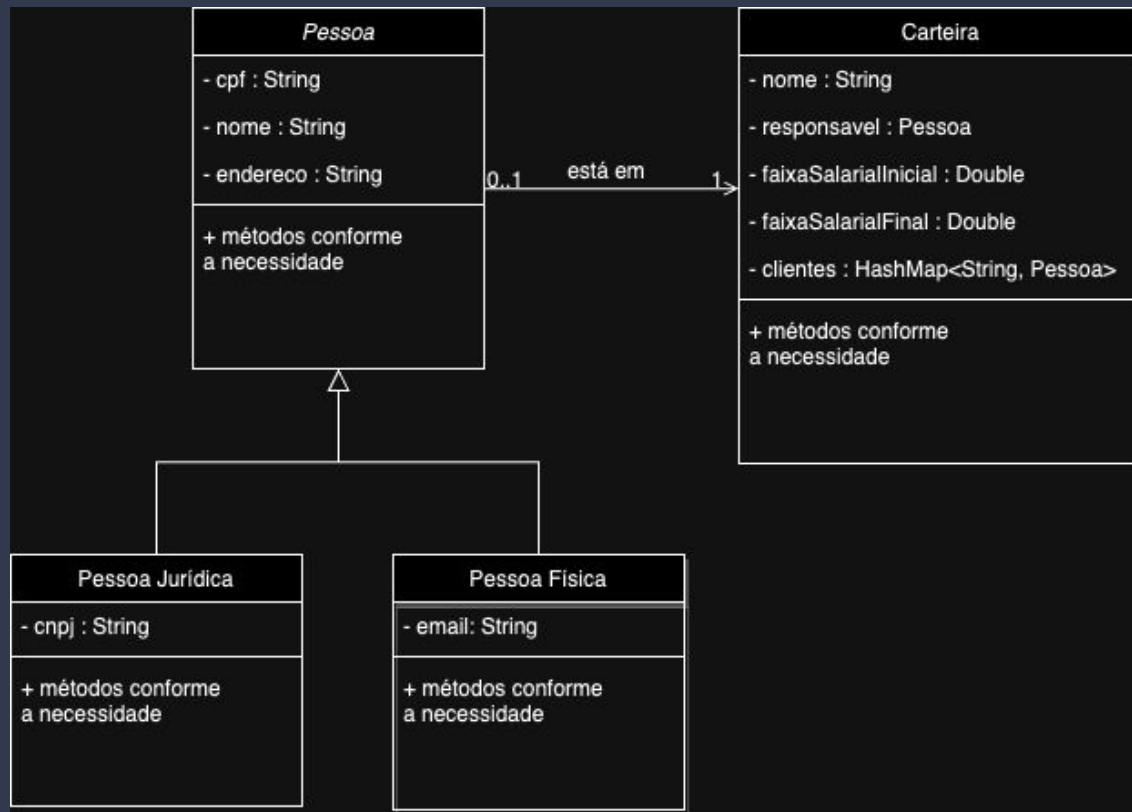 Pessoa
- cpf : String
- nome : String
- endereco : String
+ métodos conforme
a necessidade
0..1
está em
1
Carteira
- nome : String
- responsavel : Pessoa
- faixaSalarialInicial : Double
- faixaSalarialFinal : Double
- clientes : HashMap<String, Pessoa>
+ métodos conforme
a necessidade
Pessoa Jurídica
- cnpj : String
+ métodos conforme
a necessidade
Pessoa Física
- email: String
+ métodos conforme
a necessidade